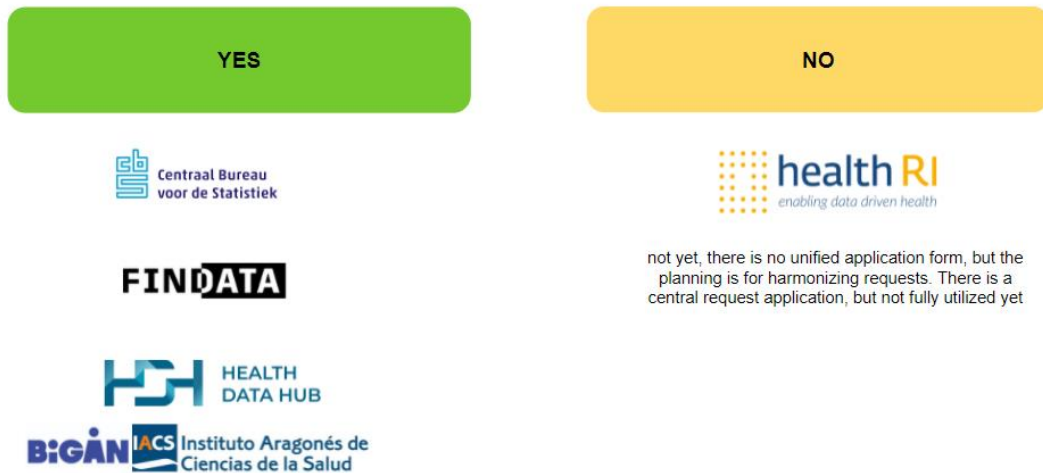 YES
NO
cbs
Centraal Bureau
voor de Statistiek
health RI
enabling data driven health
FINDATA
not yet, there is no unified application form, but the
planning is for harmonizing requests. There is a
central request application, but not fully utilized yet
HDH
HEALTH
DATA HUB
BIGAN
IACS
Instituto Aragonés de
Ciencias de la Salud